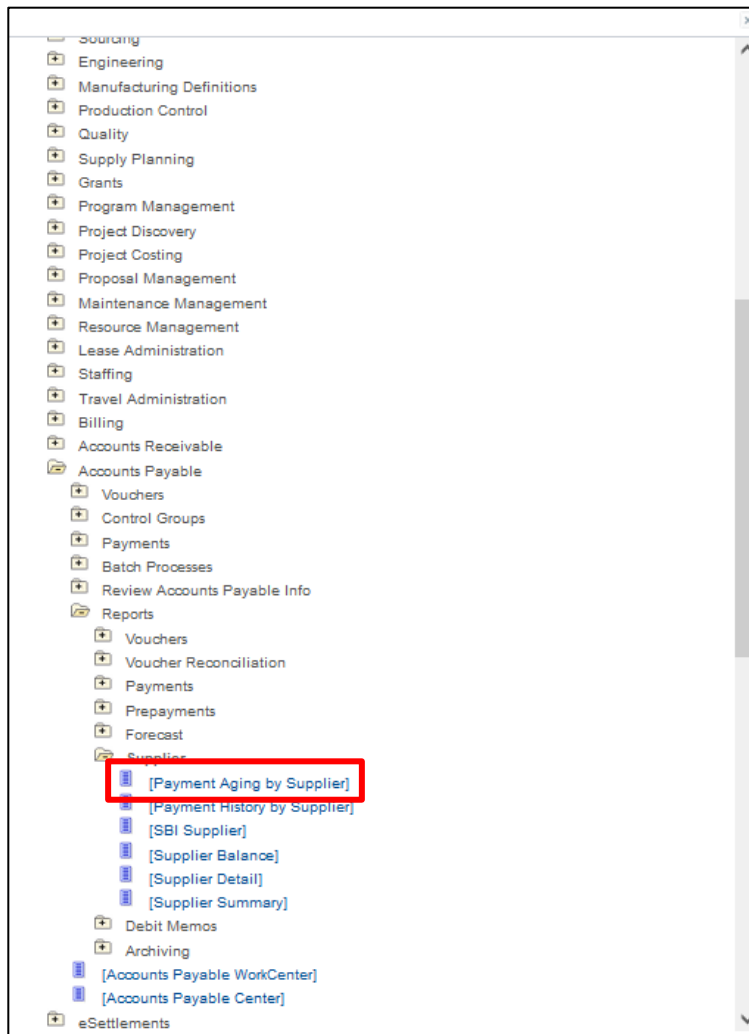 Sourcing
Engineering
Manufacturing Definitions
Production Control
Quality
Supply Planning
Grants
Program Management
Project Discovery
Project Costing
Proposal Management
Maintenance Management
Resource Management
Lease Administration
Staffing
Travel Administration
Billing
Accounts Receivable
Accounts Payable
Vouchers
Control Groups
Payments
Batch Processes
Review Accounts Payable Info
Reports
Vouchers
Voucher Reconciliation
Payments
Prepayments
Forecast
Supplier
[Payment Aging by Supplier]
[Payment History by Supplier]
[SBI Supplier]
[Supplier Balance]
[Supplier Detail]
[Supplier Summary]
Debit Memos
Archiving
[Accounts Payable WorkCenter]
[Accounts Payable Center]
eSettlements